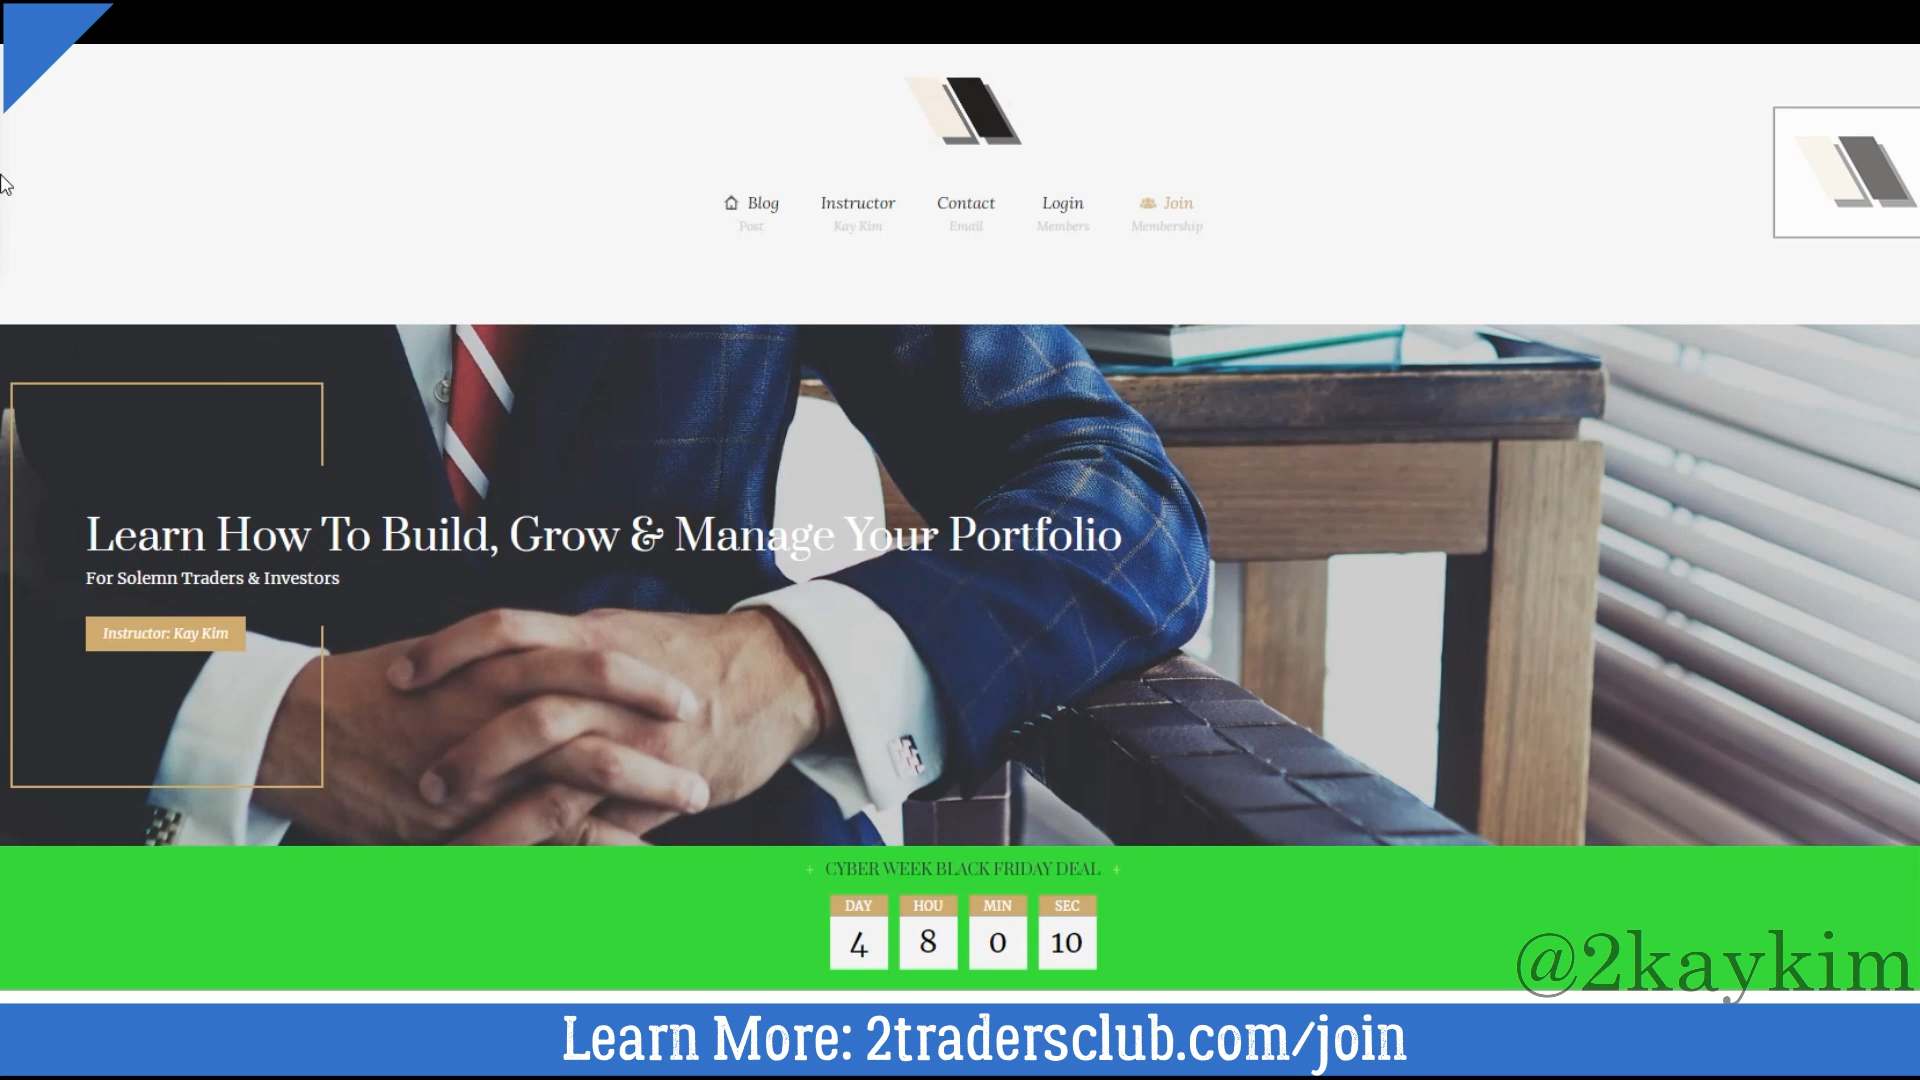 Blog Instructor Contact Login Join
Post Kay Kim Email Members Membership
Learn How To Build, Grow & Manage Your Portfolio
For Solemn Traders & Investors
Instructor: Kay Kim
+ CYBER WEEK BLACK FRIDAY DEAL +
DAY HOU MIN SEC
4 8 0 10
@2kaykim
Learn More: 2tradersclub.com/join